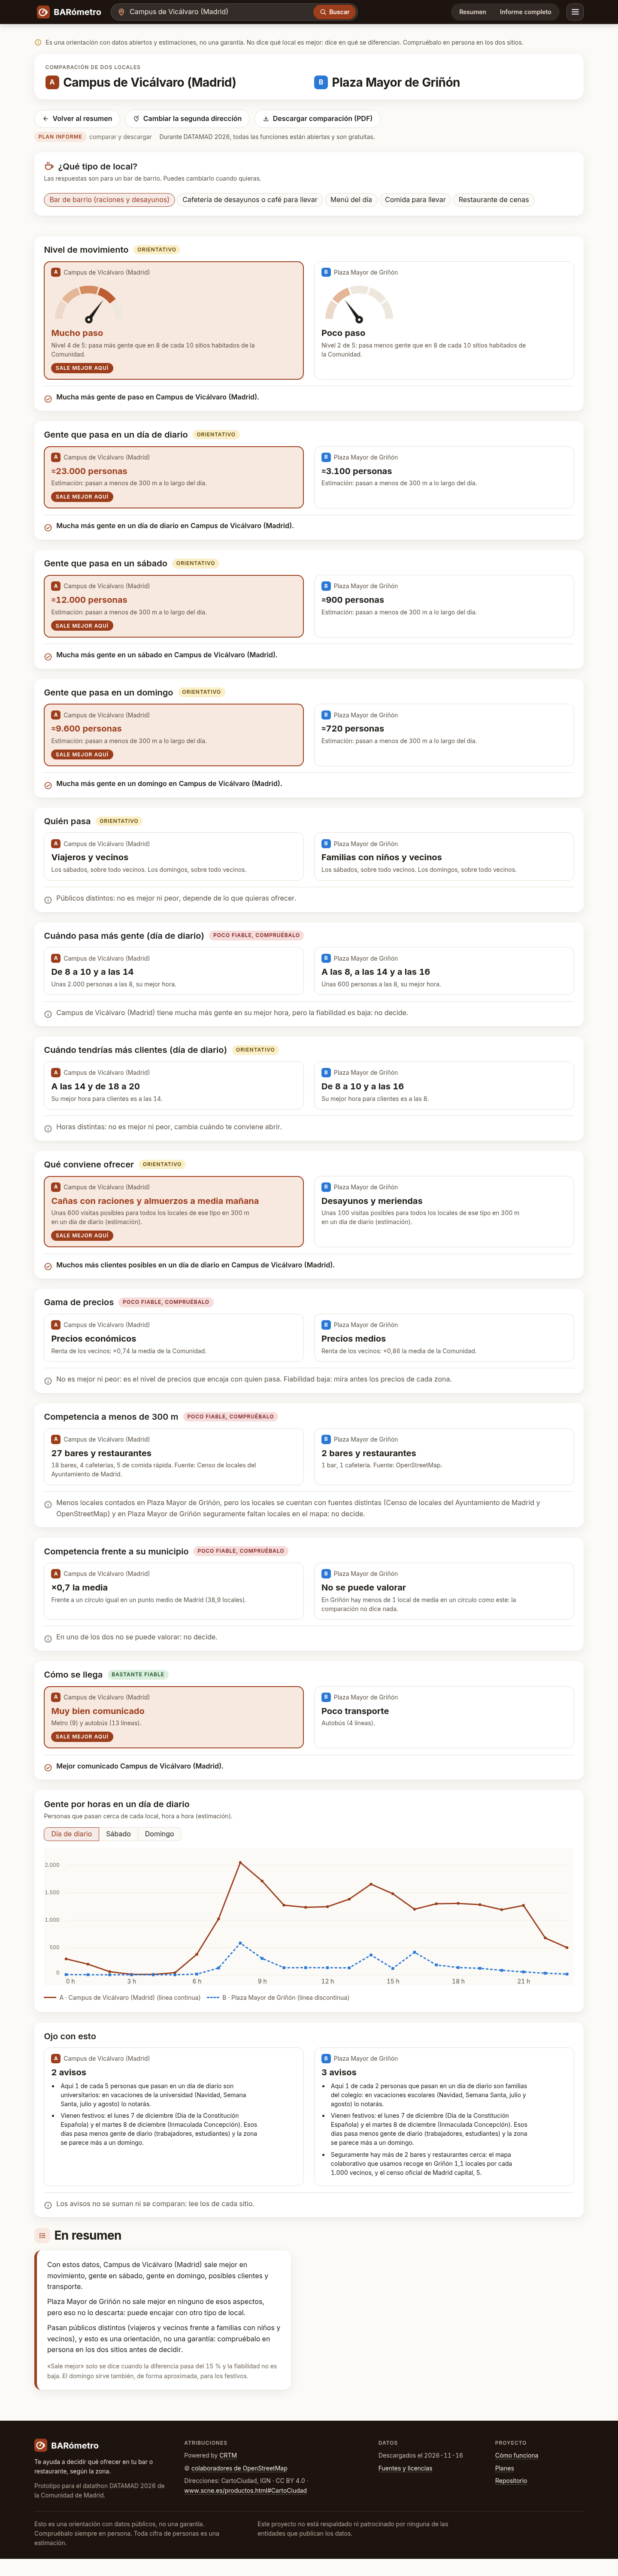 BARómetro
Campus de Vicálvaro (Madrid)
Buscar
Resumen
Informe completo
Es una orientación con datos abiertos y estimaciones, no una garantía. No dice qué local es mejor: dice en qué se diferencian. Compruébalo en persona en los dos sitios.
COMPARACIÓN DE DOS LOCALES
A Campus de Vicálvaro (Madrid)
B Plaza Mayor de Griñón
Volver al resumen
Cambiar la segunda dirección
Descargar comparación (PDF)
PLAN INFORME comparar y descargar Durante DATAMAD 2026, todas las funciones están abiertas y son gratuitas.
¿Qué tipo de local?
Las respuestas son para un bar de barrio. Puedes cambiarlo cuando quieras.
Bar de barrio (raciones y desayunos)
Cafetería de desayunos o café para llevar
Menú del día
Comida para llevar
Restaurante de cenas
Nivel de movimiento ORIENTATIVO
A Campus de Vicálvaro (Madrid)
Mucho paso
Nivel 4 de 5: pasa más gente que en 8 de cada 10 sitios habitados de la
Comunidad.
SALE MEJOR AQUÍ
B Plaza Mayor de Griñón
Poco paso
Nivel 2 de 5: pasa menos gente que en 8 de cada 10 sitios habitados de
la Comunidad.
Mucha más gente de paso en Campus de Vicálvaro (Madrid).
Gente que pasa en un día de diario ORIENTATIVO
A Campus de Vicálvaro (Madrid)
≈23.000 personas
Estimación: pasan a menos de 300 m a lo largo del día.
SALE MEJOR AQUÍ
B Plaza Mayor de Griñón
≈3.100 personas
Estimación: pasan a menos de 300 m a lo largo del día.
Mucha más gente en un día de diario en Campus de Vicálvaro (Madrid).
Gente que pasa en un sábado ORIENTATIVO
A Campus de Vicálvaro (Madrid)
≈12.000 personas
Estimación: pasan a menos de 300 m a lo largo del día.
SALE MEJOR AQUÍ
B Plaza Mayor de Griñón
≈900 personas
Estimación: pasan a menos de 300 m a lo largo del día.
Mucha más gente en un sábado en Campus de Vicálvaro (Madrid).
Gente que pasa en un domingo ORIENTATIVO
A Campus de Vicálvaro (Madrid)
≈9.600 personas
Estimación: pasan a menos de 300 m a lo largo del día.
SALE MEJOR AQUÍ
B Plaza Mayor de Griñón
≈720 personas
Estimación: pasan a menos de 300 m a lo largo del día.
Mucha más gente en un domingo en Campus de Vicálvaro (Madrid).
Quién pasa ORIENTATIVO
A Campus de Vicálvaro (Madrid)
Viajeros y vecinos
Los sábados, sobre todo vecinos. Los domingos, sobre todo vecinos.
B Plaza Mayor de Griñón
Familias con niños y vecinos
Los sábados, sobre todo vecinos. Los domingos, sobre todo vecinos.
Públicos distintos: no es mejor ni peor, depende de lo que quieras ofrecer.
Cuándo pasa más gente (día de diario) POCO FIABLE, COMPRUÉBALO
A Campus de Vicálvaro (Madrid)
De 8 a 10 y a las 14
Unas 2.000 personas a las 8, su mejor hora.
B Plaza Mayor de Griñón
A las 8, a las 14 y a las 16
Unas 600 personas a las 8, su mejor hora.
Campus de Vicálvaro (Madrid) tiene mucha más gente en su mejor hora, pero la fiabilidad es baja: no decide.
Cuándo tendrías más clientes (día de diario) ORIENTATIVO
A Campus de Vicálvaro (Madrid)
A las 14 y de 18 a 20
Su mejor hora para clientes es a las 14.
B Plaza Mayor de Griñón
De 8 a 10 y a las 16
Su mejor hora para clientes es a las 8.
Horas distintas: no es mejor ni peor, cambia cuándo te conviene abrir.
Qué conviene ofrecer ORIENTATIVO
A Campus de Vicálvaro (Madrid)
Cañas con raciones y almuerzos a media mañana
Unas 600 visitas posibles para todos los locales de ese tipo en 300 m
en un día de diario (estimación).
SALE MEJOR AQUÍ
B Plaza Mayor de Griñón
Desayunos y meriendas
Unas 100 visitas posibles para todos los locales de ese tipo en 300 m
en un día de diario (estimación).
Muchos más clientes posibles en un día de diario en Campus de Vicálvaro (Madrid).
Gama de precios POCO FIABLE, COMPRUÉBALO
A Campus de Vicálvaro (Madrid)
Precios económicos
Renta de los vecinos: ×0,74 la media de la Comunidad.
B Plaza Mayor de Griñón
Precios medios
Renta de los vecinos: ×0,86 la media de la Comunidad.
No es mejor ni peor: es el nivel de precios que encaja con quien pasa. Fiabilidad baja: mira antes los precios de cada zona.
Competencia a menos de 300 m POCO FIABLE, COMPRUÉBALO
A Campus de Vicálvaro (Madrid)
27 bares y restaurantes
18 bares, 4 cafeterías, 5 de comida rápida. Fuente: Censo de locales del
Ayuntamiento de Madrid.
B Plaza Mayor de Griñón
2 bares y restaurantes
1 bar, 1 cafetería. Fuente: OpenStreetMap.
Menos locales contados en Plaza Mayor de Griñón, pero los locales se cuentan con fuentes distintas (Censo de locales del Ayuntamiento de Madrid y
OpenStreetMap) y en Plaza Mayor de Griñón seguramente faltan locales en el mapa: no decide.
Competencia frente a su municipio POCO FIABLE, COMPRUÉBALO
A Campus de Vicálvaro (Madrid)
×0,7 la media
Frente a un círculo igual en un punto medio de Madrid (38,9 locales).
B Plaza Mayor de Griñón
No se puede valorar
En Griñón hay menos de 1 local de media en un círculo como este: la
comparación no dice nada.
En uno de los dos no se puede valorar: no decide.
Cómo se llega BASTANTE FIABLE
A Campus de Vicálvaro (Madrid)
Muy bien comunicado
Metro (9) y autobús (13 líneas).
SALE MEJOR AQUÍ
B Plaza Mayor de Griñón
Poco transporte
Autobús (4 líneas).
Mejor comunicado Campus de Vicálvaro (Madrid).
Gente por horas en un día de diario
Personas que pasan cerca de cada local, hora a hora (estimación).
Día de diario
Sábado
Domingo
2.000
1.500
1.000
500
0
0 h 3 h 6 h 9 h 12 h 15 h 18 h 21 h
A · Campus de Vicálvaro (Madrid) (línea continua) B · Plaza Mayor de Griñón (línea discontinua)
Ojo con esto
A Campus de Vicálvaro (Madrid)
2 avisos
Aquí 1 de cada 5 personas que pasan en un día de diario son
universitarios: en vacaciones de la universidad (Navidad, Semana
Santa, julio y agosto) lo notarás.
Vienen festivos: el lunes 7 de diciembre (Día de la Constitución
Española) y el martes 8 de diciembre (Inmaculada Concepción). Esos
días pasa menos gente de diario (trabajadores, estudiantes) y la zona
se parece más a un domingo.
B Plaza Mayor de Griñón
3 avisos
Aquí 1 de cada 2 personas que pasan en un día de diario son familias
del colegio: en vacaciones escolares (Navidad, Semana Santa, julio y
agosto) lo notarás.
Vienen festivos: el lunes 7 de diciembre (Día de la Constitución
Española) y el martes 8 de diciembre (Inmaculada Concepción). Esos
días pasa menos gente de diario (trabajadores, estudiantes) y la zona
se parece más a un domingo.
Seguramente hay más de 2 bares y restaurantes cerca: el mapa
colaborativo que usamos recoge en Griñón 1,1 locales por cada
1.000 vecinos, y el censo oficial de Madrid capital, 5.
Los avisos no se suman ni se comparan: lee los de cada sitio.
En resumen
Con estos datos, Campus de Vicálvaro (Madrid) sale mejor en
movimiento, gente en sábado, gente en domingo, posibles clientes y
transporte.
Plaza Mayor de Griñón no sale mejor en ninguno de esos aspectos,
pero eso no lo descarta: puede encajar con otro tipo de local.
Pasan públicos distintos (viajeros y vecinos frente a familias con niños y
vecinos), y esto es una orientación, no una garantía: compruébalo en
persona en los dos sitios antes de decidir.
«Sale mejor» solo se dice cuando la diferencia pasa del 15 % y la fiabilidad no es
baja. El domingo sirve también, de forma aproximada, para los festivos.
BARómetro
Te ayuda a decidir qué ofrecer en tu bar o
restaurante, según la zona.
Prototipo para el datathon DATAMAD 2026 de
la Comunidad de Madrid.
ATRIBUCIONES
Powered by CRTM
© colaboradores de OpenStreetMap
Direcciones: CartoCiudad, IGN · CC BY 4.0 ·
www.scne.es/productos.html#CartoCiudad
DATOS
Descargados el 2026-11-16
Fuentes y licencias
PROYECTO
Cómo funciona
Planes
Repositorio
Esto es una orientación con datos públicos, no una garantía.
Compruébalo siempre en persona. Toda cifra de personas es una
estimación.
Este proyecto no está respaldado ni patrocinado por ninguna de las
entidades que publican los datos.